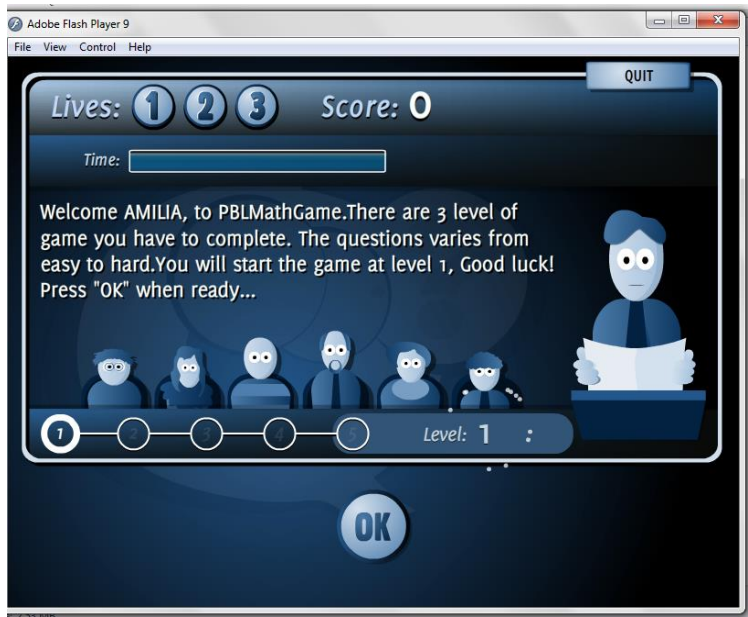 Adobe Flash Player 9
File View Control Help
QUIT
Lives: 1 2 3 Score: 0
Time:
Welcome AMILIA, to PBLMathGame.There are 3 level of
game you have to complete. The questions varies from
easy to hard.You will start the game at level 1, Good luck!
Press "OK" when ready...
1 2 3 4 5 Level: 1 :
OK